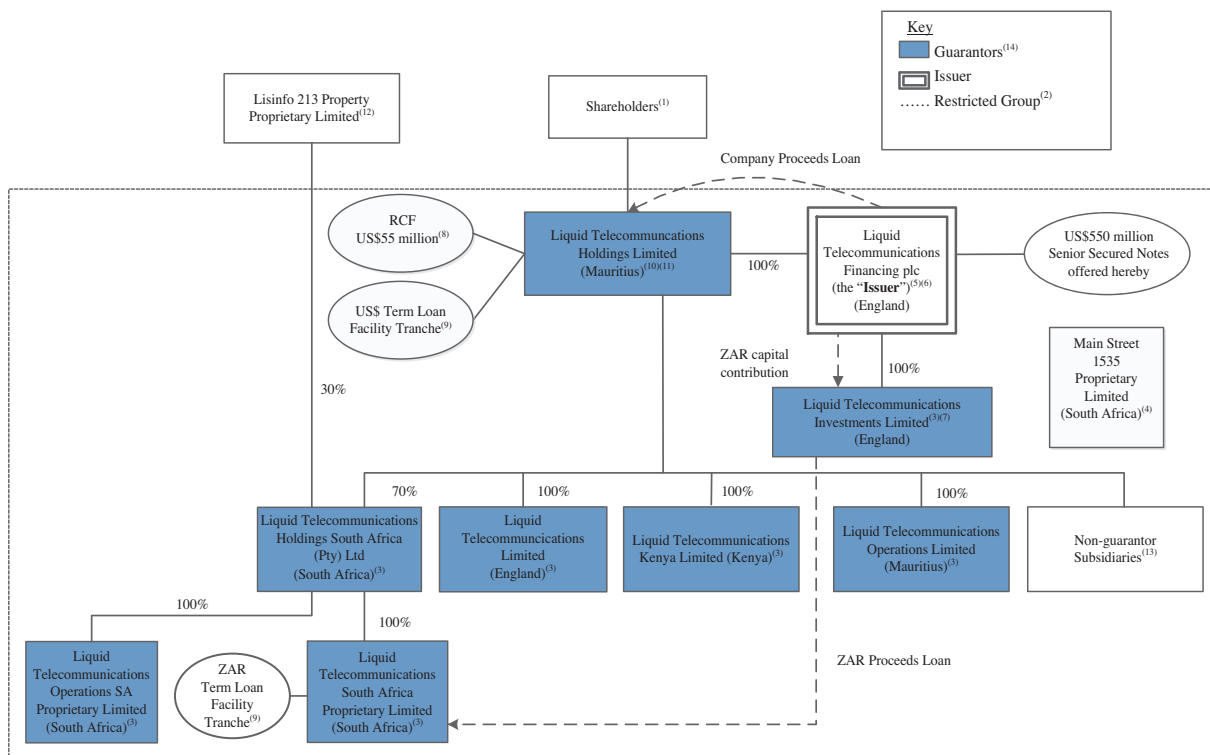 Key
Guarantors(14)
Issuer
...... Restricted Group(2)
Lisinfo 213 Property
Proprietary Limited(12)
Shareholders(1)
Company Proceeds Loan
RCF
US$55 million(8)
Liquid Telecommuncations
Holdings Limited
(Mauritius)(10)(11)
100%
Liquid
Telecommunications
Financing plc
(the “Issuer”)(5)(6)
(England)
US$550 million
Senior Secured Notes
offered hereby
US$ Term Loan
Facility Tranche(9)
Main Street
1535
Proprietary
Limited
(South Africa)(4)
ZAR capital
contribution
100%
30%
Liquid Telecommunications
Investments Limited(3)(7)
(England)
70%
100%
100%
100%
Liquid Telecommunications
Holdings South Africa
(Pty) Ltd
(South Africa)(3)
Liquid
Telecommuncications
Limited
(England)
(3)
Liquid Telecommunications
Kenya Limited (Kenya)(3)
Liquid Telecommunications
Operations Limited
(Mauritius)(3)
Non-guarantor
Subsidiaries(13)
100%
100%
Liquid
Telecommunications
Operations SA
Proprietary Limited
(South Africa)(3)
ZAR
Term Loan
Facility
Tranche(9)
Liquid
Telecommunications
South Africa
Proprietary Limited
(South Africa)(3)
ZAR Proceeds Loan